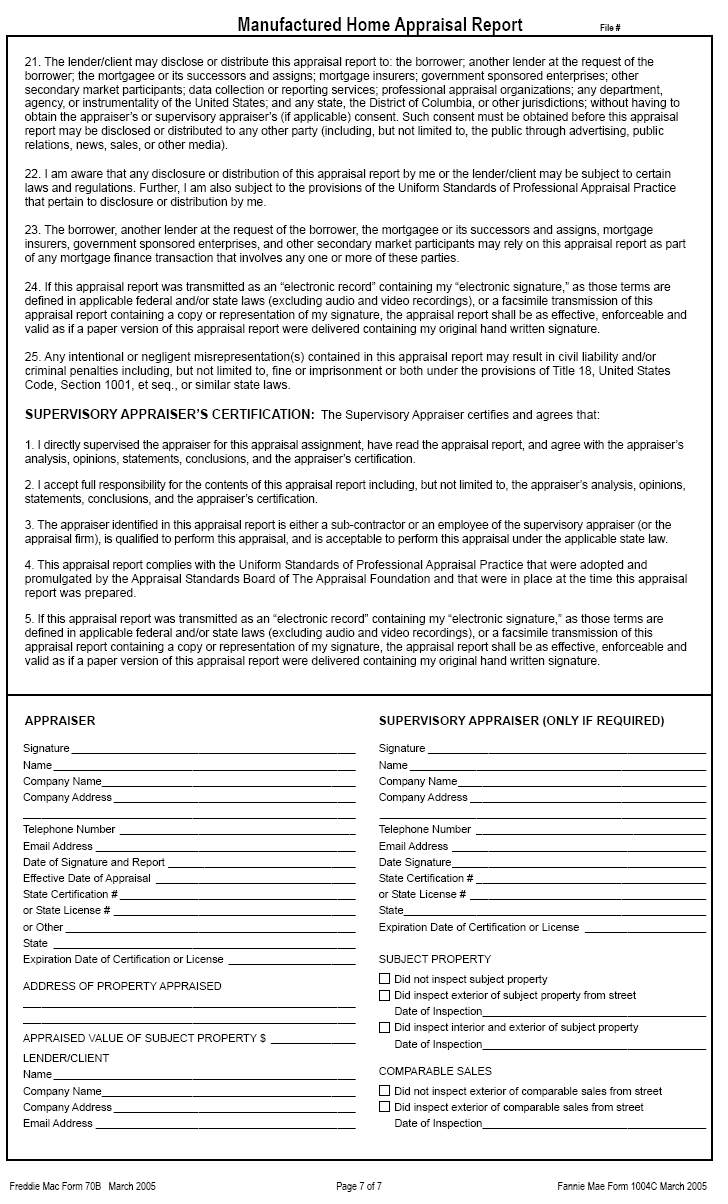 Manufactured Home Appraisal Report File #
21. The lender/client may disclose or distribute this appraisal report to: the borrower; another lender at the request of the
borrower; the mortgagee or its successors and assigns; mortgage insurers; government sponsored enterprises; other
secondary market participants; data collection or reporting services; professional appraisal organizations; any department,
agency, or instrumentality of the United States; and any state, the District of Columbia, or other jurisdictions; without having to
obtain the appraiser's or supervisory appraiser's (if applicable) consent. Such consent must be obtained before this appraisal
report may be disclosed or distributed to any other party (including, but not limited to, the public through advertising, public
relations, news, sales, or other media).
22. I am aware that any disclosure or distribution of this appraisal report by me or the lender/client may be subject to certain
laws and regulations. Further, I am also subject to the provisions of the Uniform Standards of Professional Appraisal Practice
that pertain to disclosure or distribution by me.
23. The borrower, another lender at the request of the borrower, the mortgagee or its successors and assigns, mortgage
insurers, government sponsored enterprises, and other secondary market participants may rely on this appraisal report as part
of any mortgage finance transaction that involves any one or more of these parties.
24. If this appraisal report was transmitted as an "electronic record" containing my "electronic signature," as those terms are
defined in applicable federal and/or state laws (excluding audio and video recordings), or a facsimile transmission of this
appraisal report containing a copy or representation of my signature, the appraisal report shall be as effective, enforceable and
valid as if a paper version of this appraisal report were delivered containing my original hand written signature.
25. Any intentional or negligent misrepresentation(s) contained in this appraisal report may result in civil liability and/or
criminal penalties including, but not limited to, fine or imprisonment or both under the provisions of Title 18, United States
Code, Section 1001, et seq., or similar state laws.
SUPERVISORY APPRAISER'S CERTIFICATION: The Supervisory Appraiser certifies and agrees that:
1. I directly supervised the appraiser for this appraisal assignment, have read the appraisal report, and agree with the appraiser's
analysis, opinions, statements, conclusions, and the appraiser's certification.
2. I accept full responsibility for the contents of this appraisal report including, but not limited to, the appraiser's analysis, opinions,
statements, conclusions, and the appraiser's certification.
3. The appraiser identified in this appraisal report is either a sub-contractor or an employee of the supervisory appraiser (or the
appraisal firm), is qualified to perform this appraisal, and is acceptable to perform this appraisal under the applicable state law.
4. This appraisal report complies with the Uniform Standards of Professional Appraisal Practice that were adopted and
promulgated by the Appraisal Standards Board of The Appraisal Foundation and that were in place at the time this appraisal
report was prepared.
5. If this appraisal report was transmitted as an "electronic record" containing my "electronic signature," as those terms are
defined in applicable federal and/or state laws (excluding audio and video recordings), or a facsimile transmission of this
appraisal report containing a copy or representation of my signature, the appraisal report shall be as effective, enforceable and
valid as if a paper version of this appraisal report were delivered containing my original hand written signature.
APPRAISER
Signature
Name
Company Name
Company Address
Telephone Number
Email Address
Date of Signature and Report
Effective Date of Appraisal
State Certification #
or State License #
or Other
State
Expiration Date of Certification or License
ADDRESS OF PROPERTY APPRAISED
APPRAISED VALUE OF SUBJECT PROPERTY $
LENDER/CLIENT
Name
Company Name
Company Address
Email Address
SUPERVISORY APPRAISER (ONLY IF REQUIRED)
Signature
Name
Company Name
Company Address
Telephone Number
Email Address
Date Signature
State Certification #
or State License #
State
Expiration Date of Certification or License
SUBJECT PROPERTY
Did not inspect subject property
Did inspect exterior of subject property from street
Date of Inspection
Did inspect interior and exterior of subject property
Date of Inspection
COMPARABLE SALES
Did not inspect exterior of comparable sales from street
Did inspect exterior of comparable sales from street
Date of Inspection
Freddie Mac Form 70B March 2005 Page 7 of 7 Fannie Mae Form 1004C March 2005